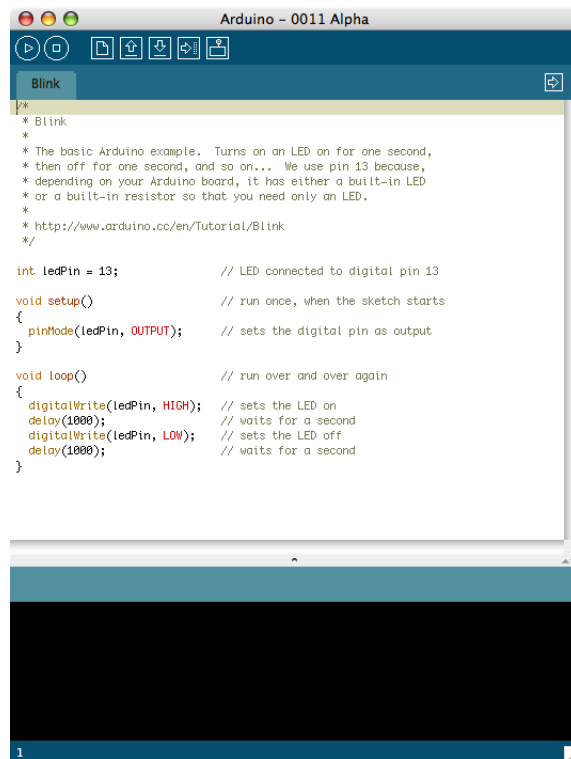 Arduino – 0011 Alpha
Blink
/*
 * Blink
 *
 * The basic Arduino example.  Turns on an LED on for one second,
 * then off for one second, and so on...  We use pin 13 because,
 * depending on your Arduino board, it has either a built-in LED
 * or a built-in resistor so that you need only an LED.
 *
 * http://www.arduino.cc/en/Tutorial/Blink
 */
int ledPin = 13;                // LED connected to digital pin 13
void setup()                    // run once, when the sketch starts
{
  pinMode(ledPin, OUTPUT);      // sets the digital pin as output
}
void loop()                     // run over and over again
{
  digitalWrite(ledPin, HIGH);   // sets the LED on
  delay(1000);                  // waits for a second
  digitalWrite(ledPin, LOW);    // sets the LED off
  delay(1000);                  // waits for a second
}
1